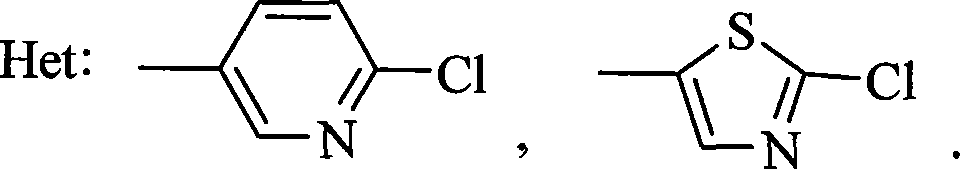 Het: Cl N , S Cl N .